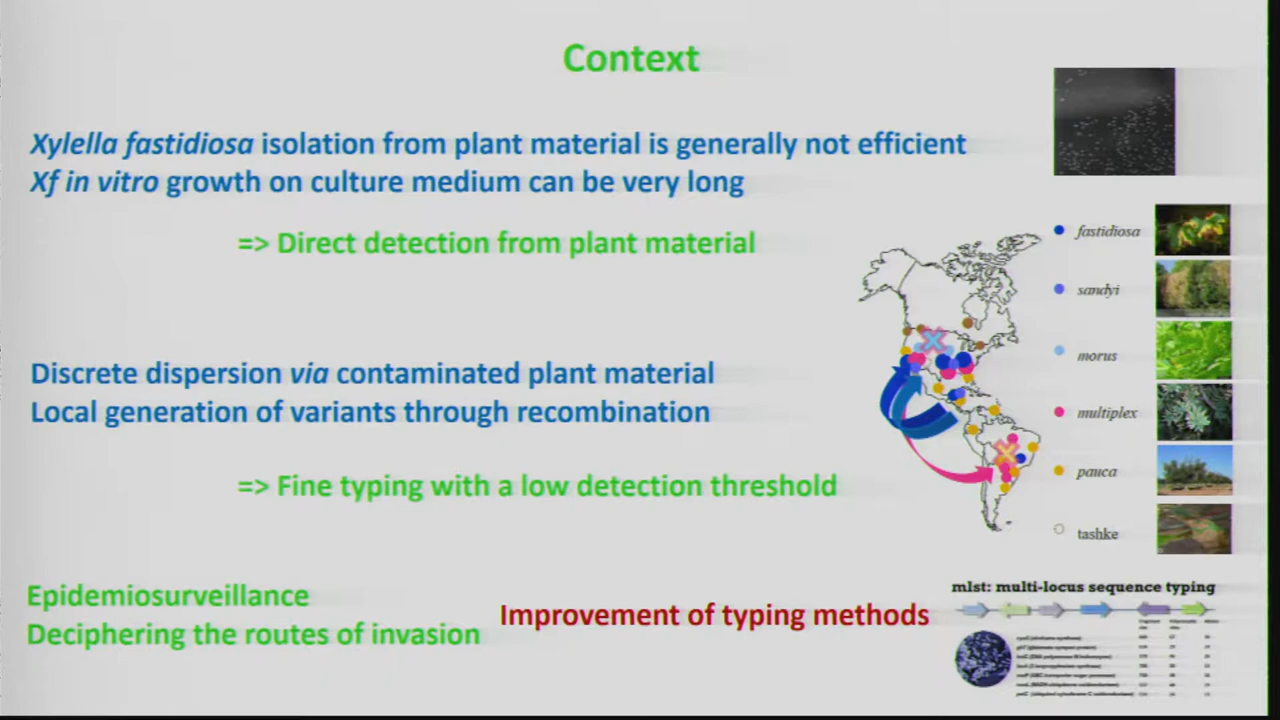 Context
Xylella fastidiosa isolation from plant material is generally not efficient
Xf in vitro growth on culture medium can be very long
=> Direct detection from plant material
fastidiosa
sandyi
morus
multiplex
pauca
tashke
Discrete dispersion via contaminated plant material
Local generation of variants through recombination
=> Fine typing with a low detection threshold
Epidemiosurveillance
Deciphering the routes of invasion
Improvement of typing methods
mlst: multi-locus sequence typing